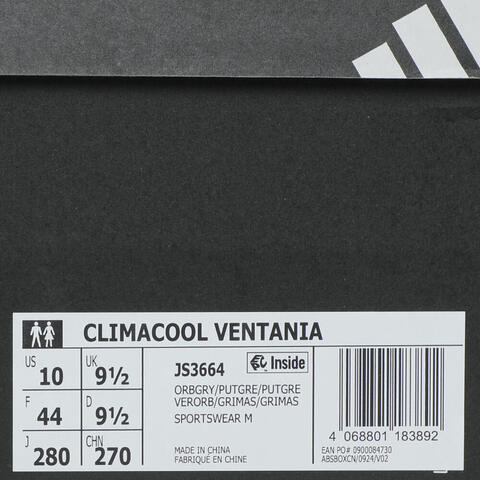 CLIMACOOL VENTANIA
US 10 UK 9½
F 44 D 9½
J 280 CHN 270
JS3664 Inside
ORBGRY/PUTGRE/PUTGRE
VERORB/GRIMAS/GRIMAS
SPORTSWEAR M
MADE IN CHINA
FABRIQUE EN CHINE
4 068801 183892
EAN PO# 0900084730
ABSBOXCN/0924/V02